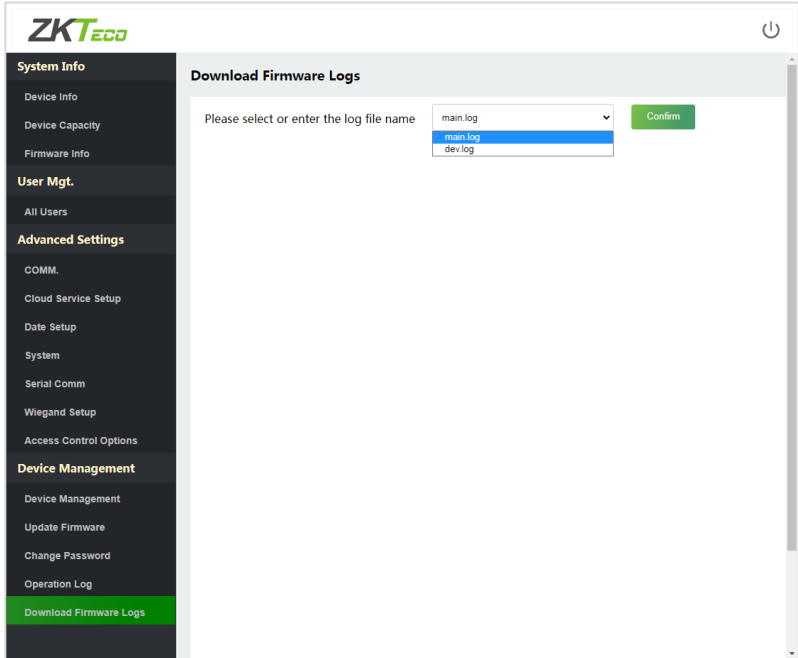 ZKTeco
System Info
Device Info
Device Capacity
Firmware Info
User Mgt.
All Users
Advanced Settings
COMM.
Cloud Service Setup
Date Setup
System
Serial Comm
Wiegand Setup
Access Control Options
Device Management
Device Management
Update Firmware
Change Password
Operation Log
Download Firmware Logs
Download Firmware Logs
Please select or enter the log file name
main.log
Confirm
main.log
dev.log